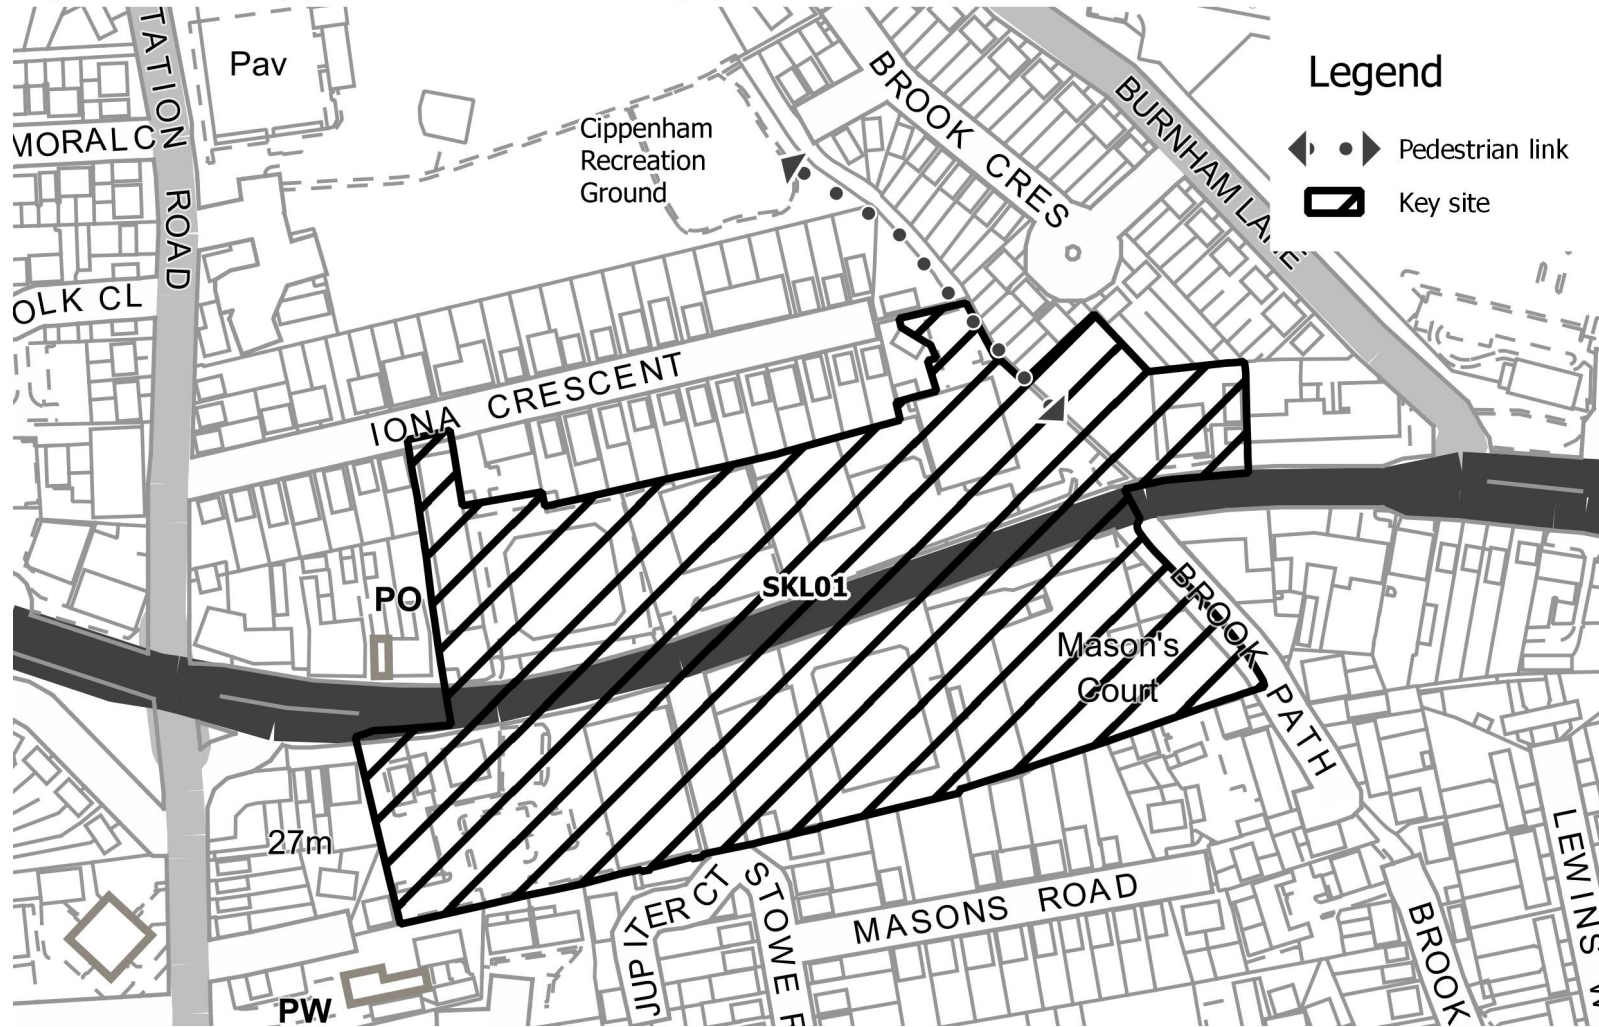 Pav
STATION ROAD
MORAL C
OLK CL
Cippenham
Recreation
Ground
BROOK CRES
BURNHAM LANE
Legend
Pedestrian link
Key site
IONA CRESCENT
PO
SKL01
BROOK PATH
Mason's
Court
27m
JUPITER CT
STOWE R
MASONS ROAD
BROOK
LEWINS W
PW